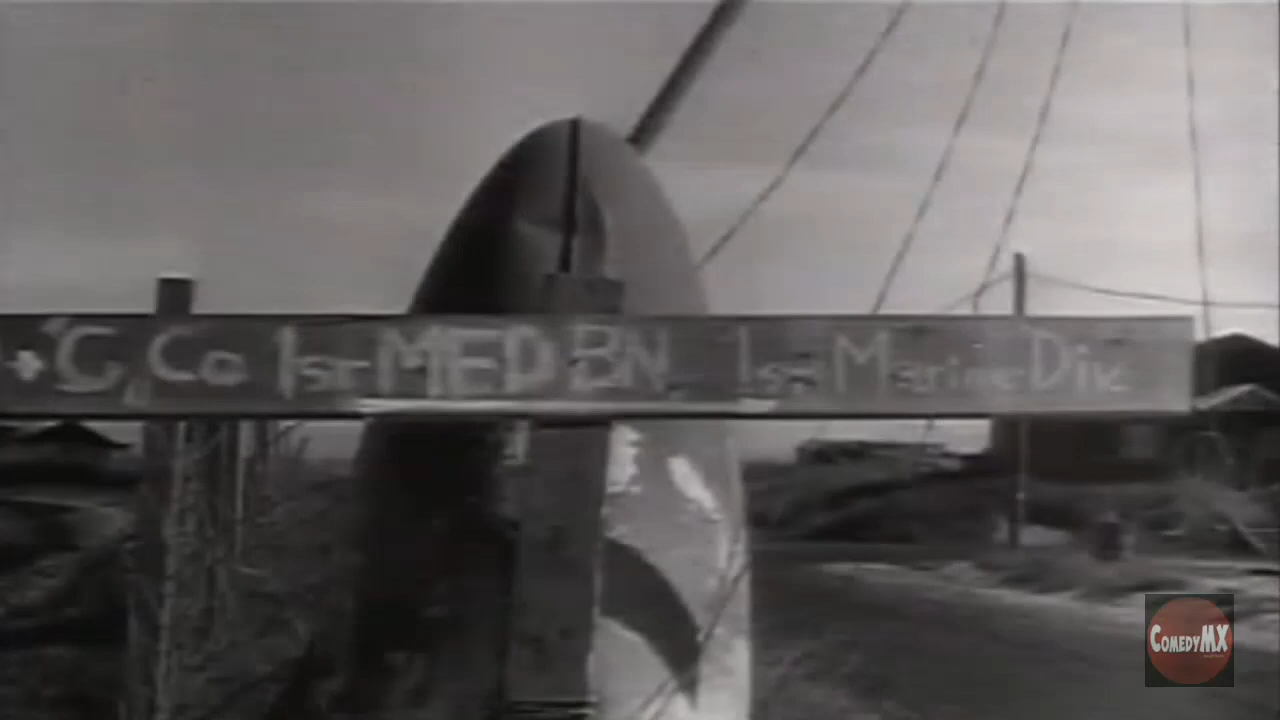 + C, Co 1st MED BN. 1st Marine Div.
COMEDYMX